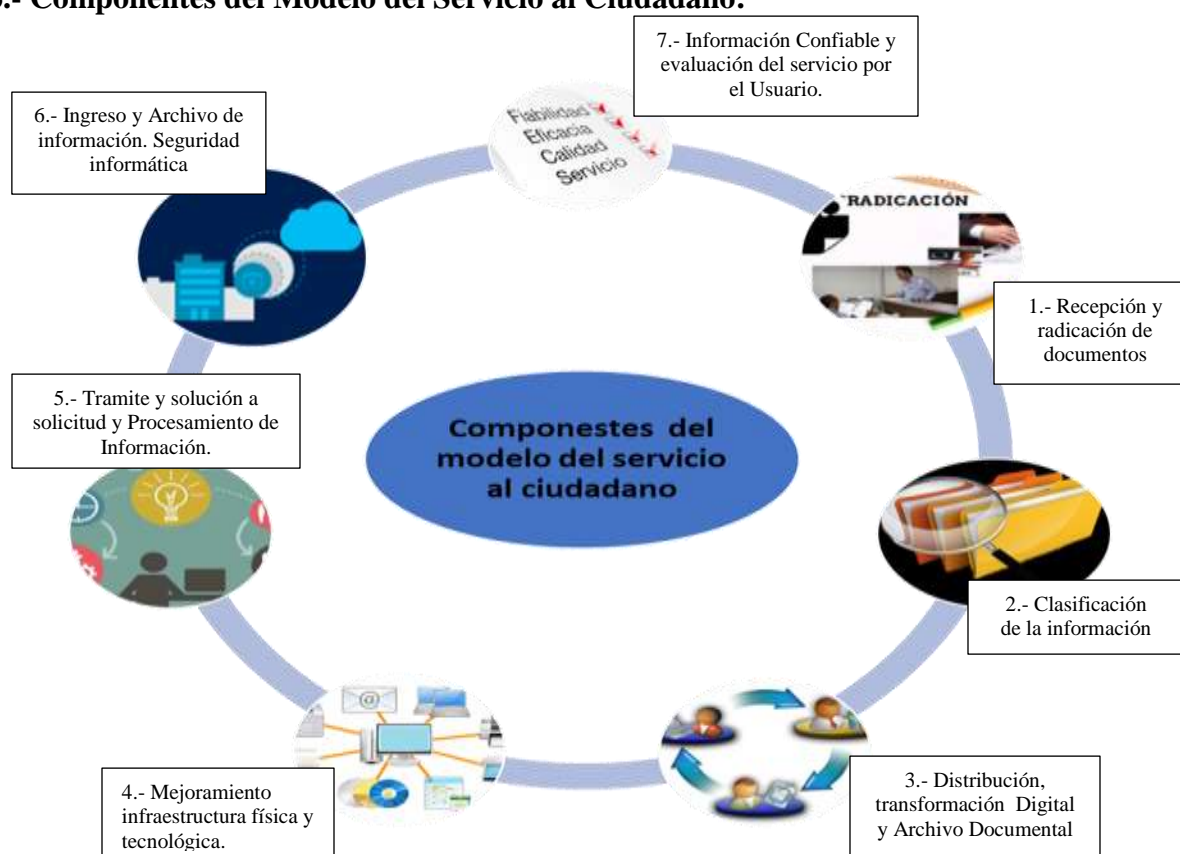 .- Componentes del Modelo del Servicio al Ciudadano:
7.- Información Confiable y
evaluación del servicio por
el Usuario.
6.- Ingreso y Archivo de
información. Seguridad
informática
Fiabilidad
Eficacia
Calidad
Servicio
RADICACIÓN
1.- Recepción y
radicación de
documentos
5.- Tramite y solución a
solicitud y Procesamiento de
Información.
Componestes del
modelo del servicio
al ciudadano
2.- Clasificación
de la información
3.- Distribución,
transformación Digital
y Archivo Documental
4.- Mejoramiento
infraestructura física y
tecnológica.